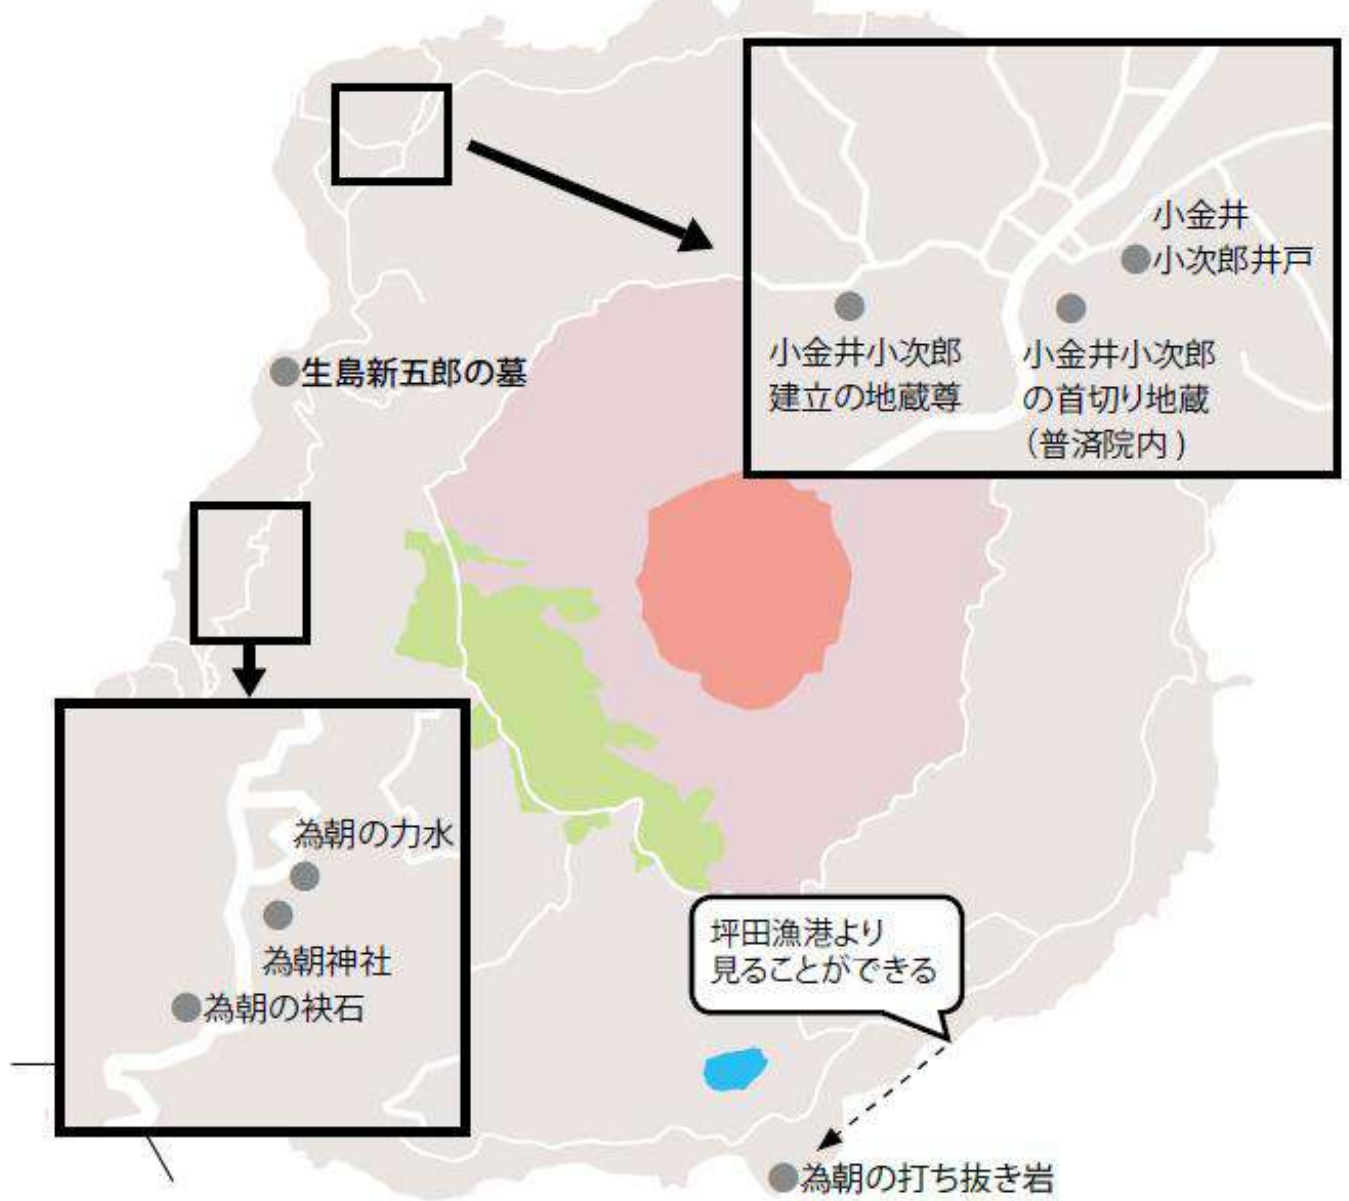 小金井
小次郎井戸
小金井小次郎
建立の地蔵尊
小金井小次郎
の首切り地蔵
（普済院内）
生島新五郎の墓
為朝の力水
為朝神社
為朝の袂石
坪田漁港より
見ることができる
為朝の打ち抜き岩